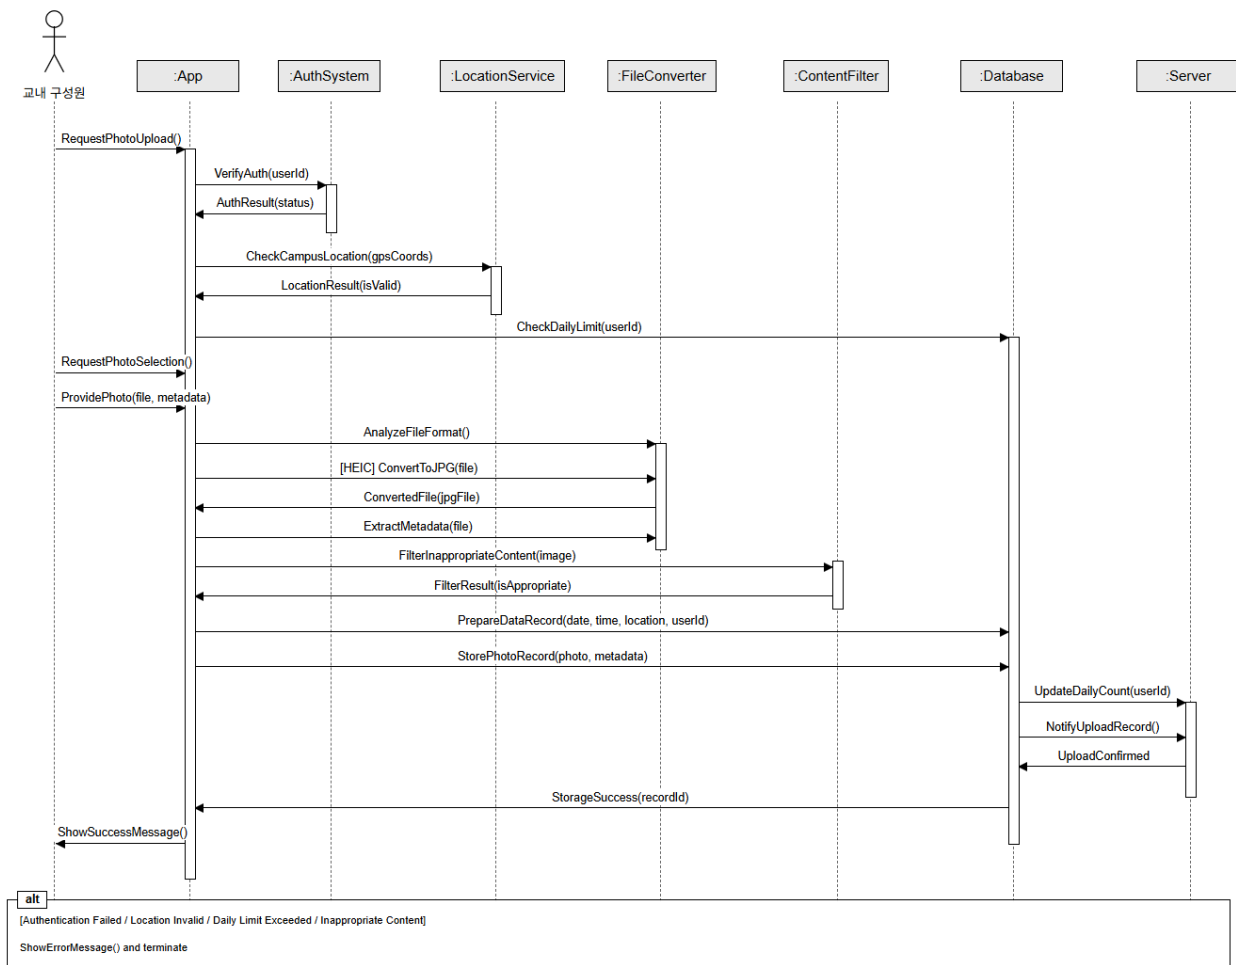 교내 구성원
:App
:AuthSystem
:LocationService
:FileConverter
:ContentFilter
:Database
:Server
RequestPhotoUpload()
VerifyAuth(userId)
AuthResult(status)
CheckCampusLocation(gpsCoords)
LocationResult(isValid)
CheckDailyLimit(userId)
RequestPhotoSelection()
ProvidePhoto(file, metadata)
AnalyzeFileFormat()
[HEIC] ConvertToJPG(file)
ConvertedFile(jpgFile)
ExtractMetadata(file)
FilterInappropriateContent(image)
FilterResult(isAppropriate)
PrepareDataRecord(date, time, location, userId)
StorePhotoRecord(photo, metadata)
UpdateDailyCount(userId)
NotifyUploadRecord()
UploadConfirmed
StorageSuccess(recordId)
ShowSuccessMessage()
alt
[Authentication Failed / Location Invalid / Daily Limit Exceeded / Inappropriate Content]
ShowErrorMessage() and terminate